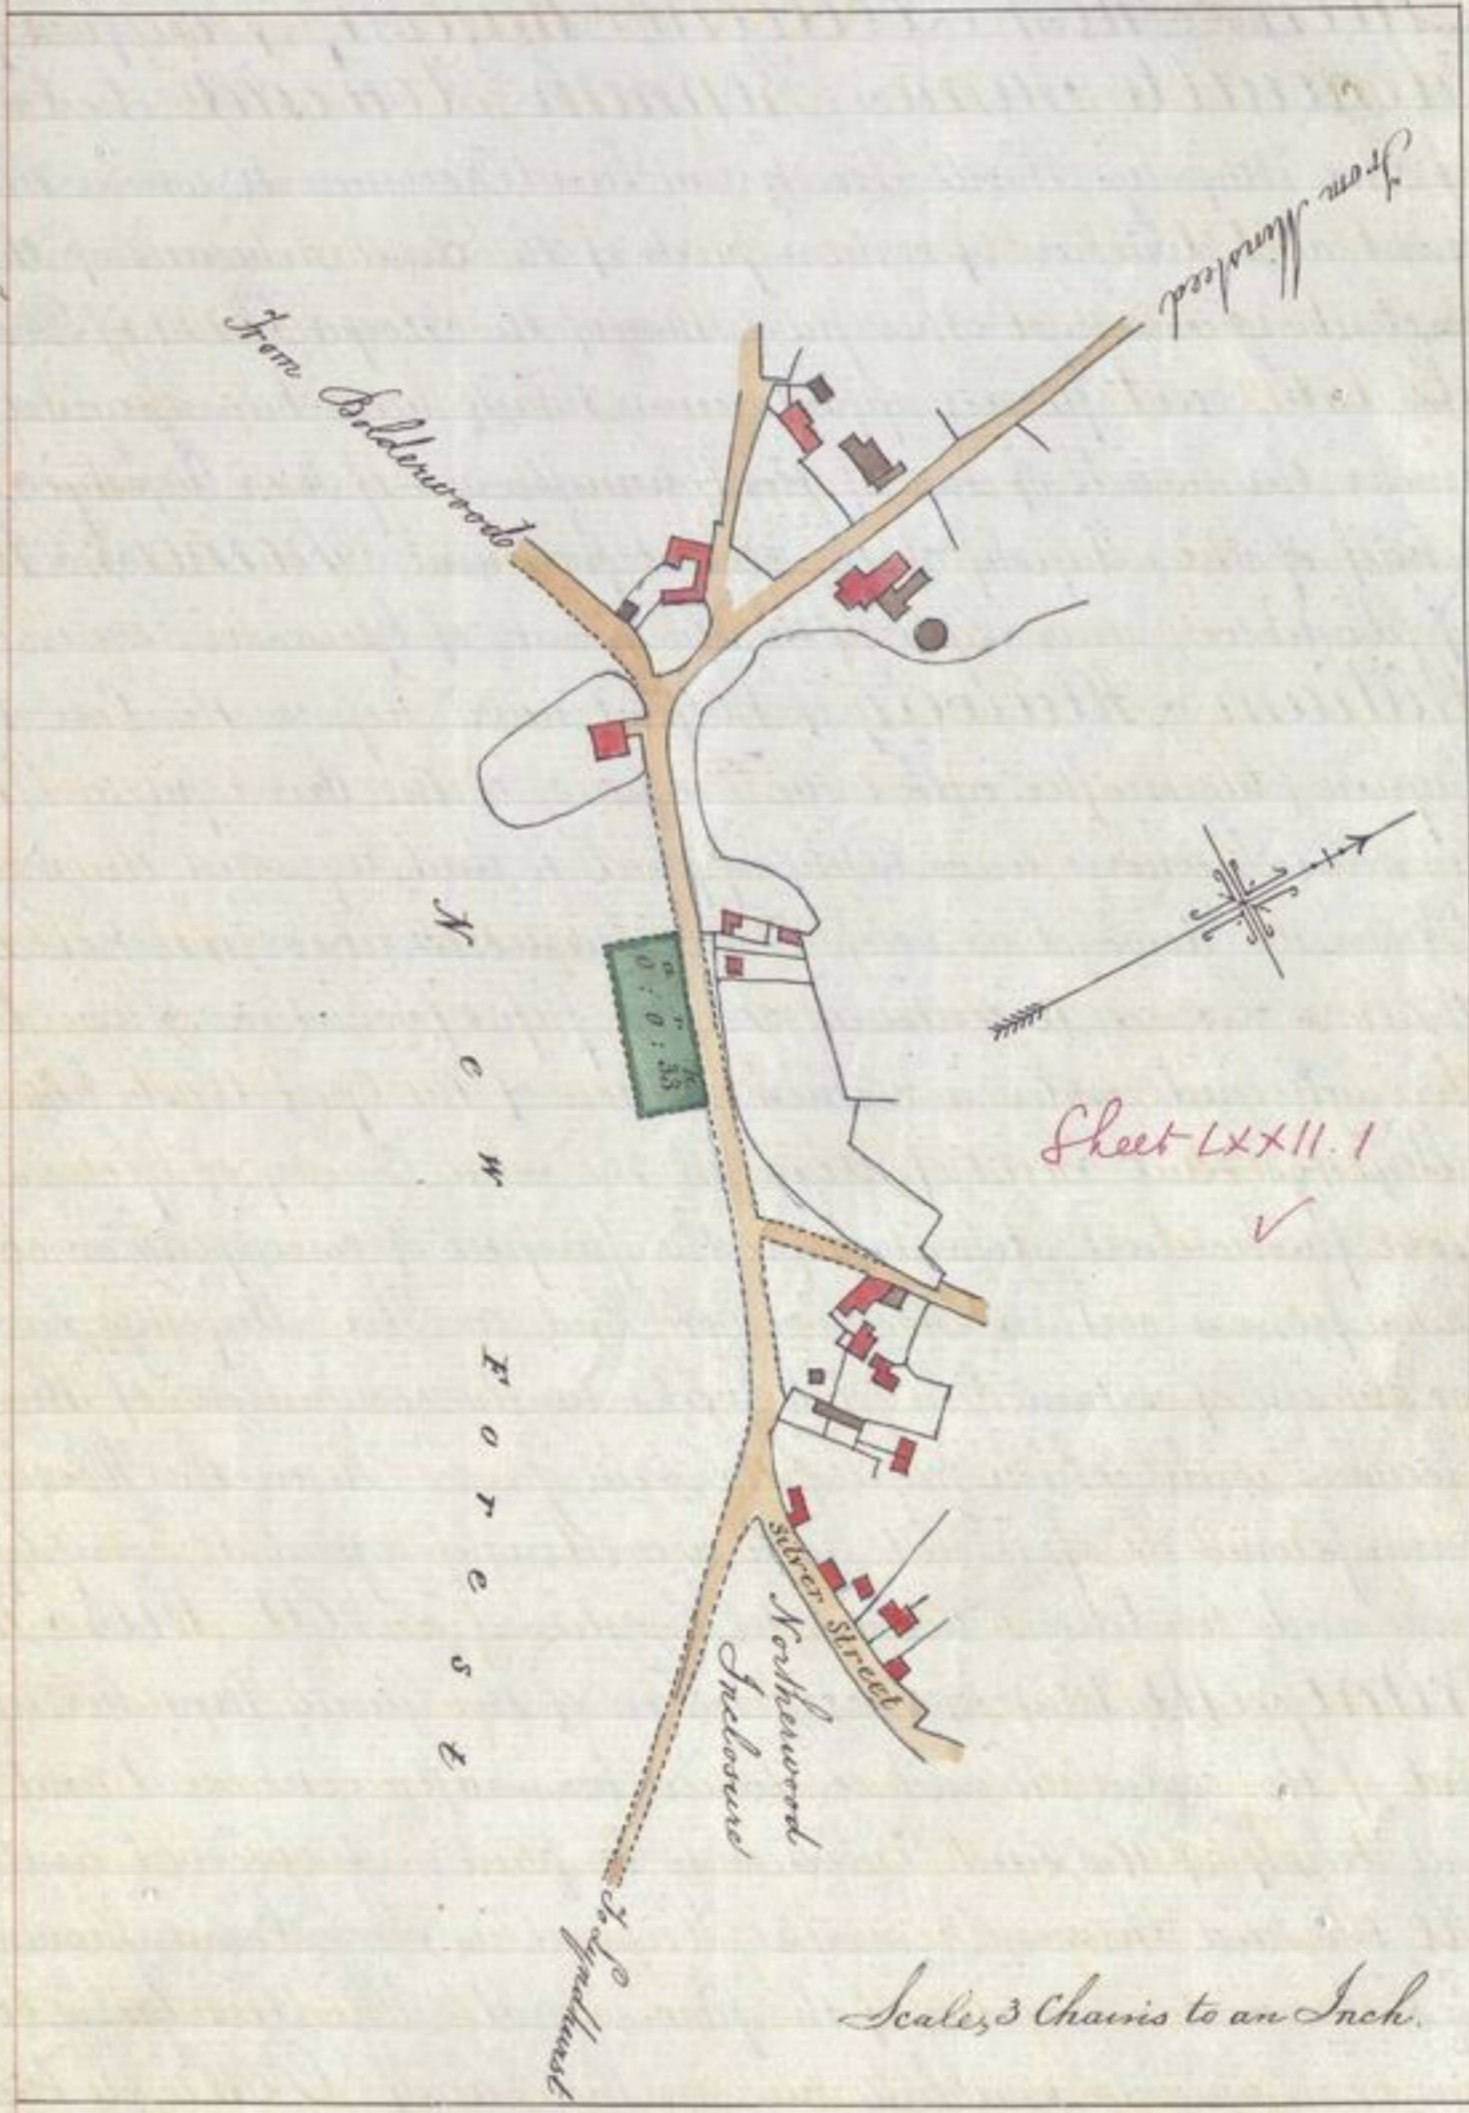 From Minsteed
From Bolderwood
New Forest
a r p
0 : 0 : 33
Sheet LXXII. 1
Silver Street
Northerwood
Inclosure
To Lyndhurst
Scale, 3 Chains to an Inch.